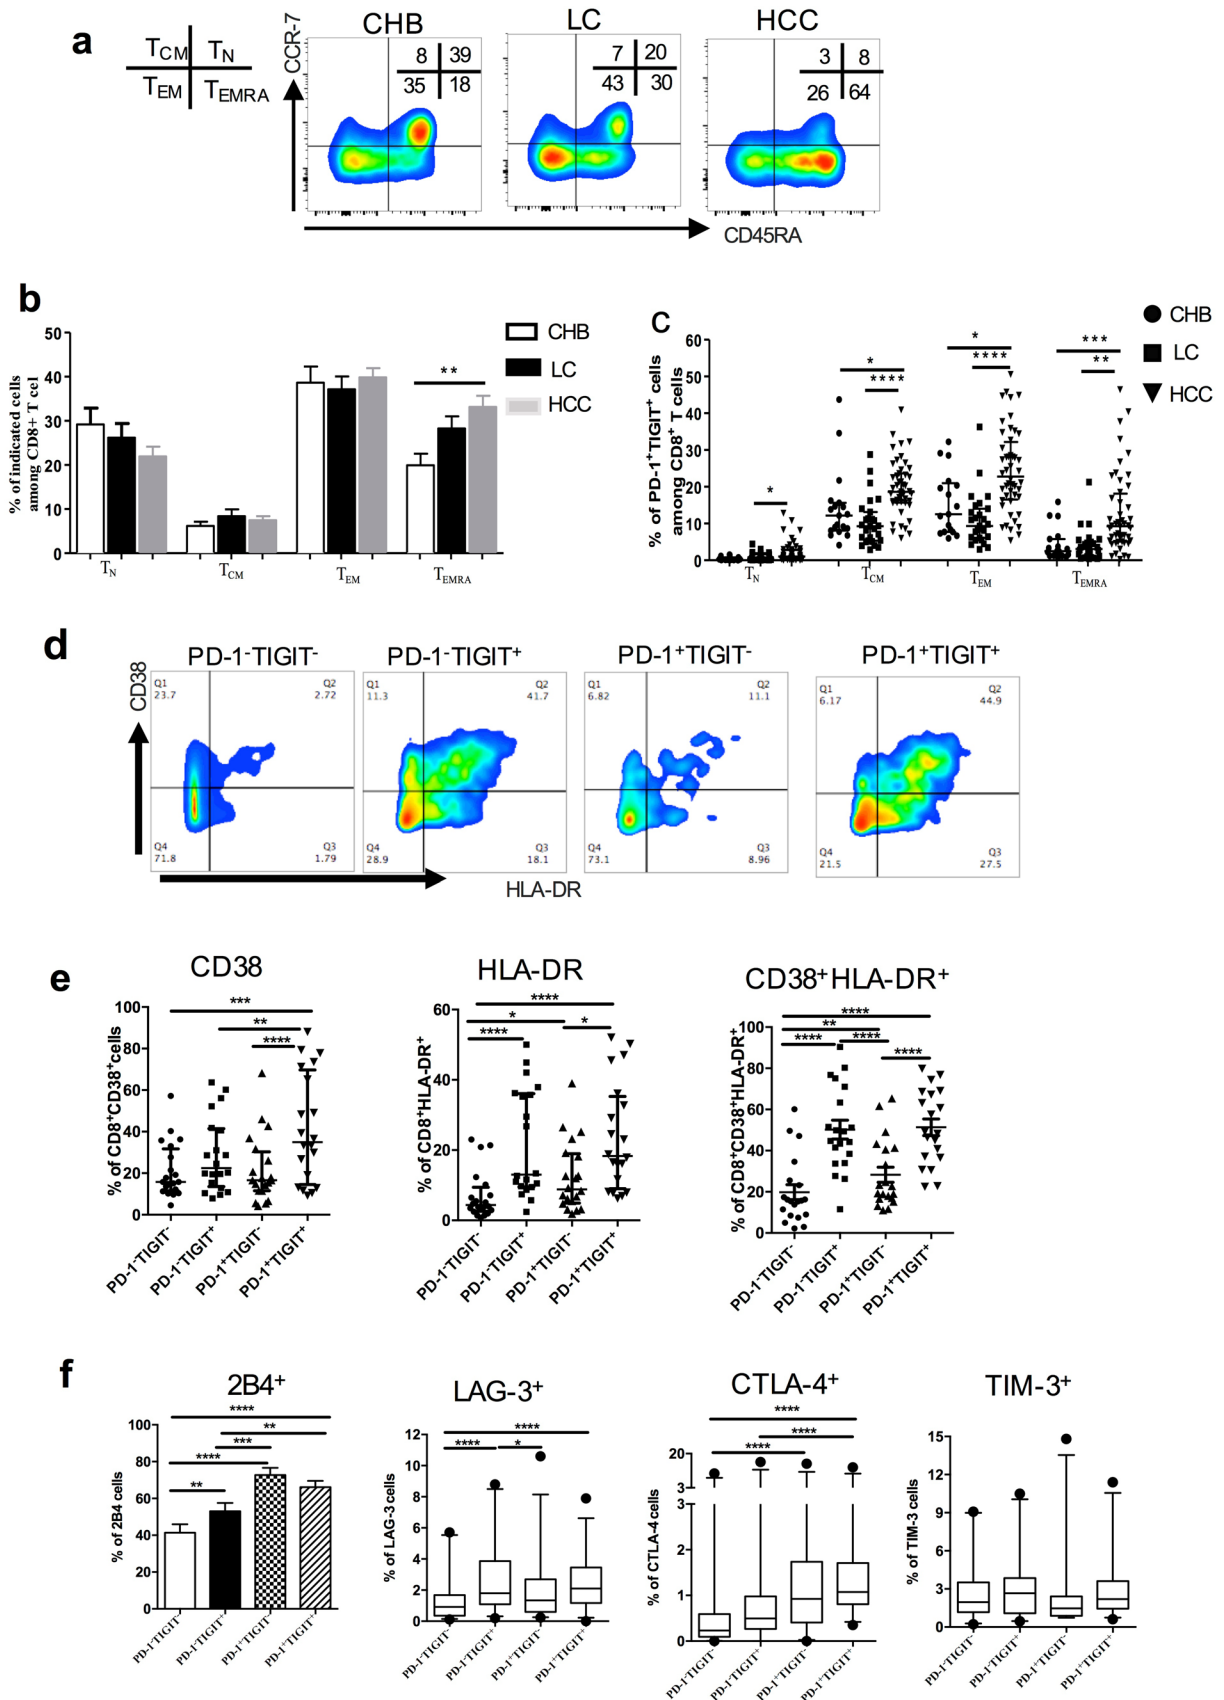 a
T_CM T_N
T_EM T_EMRA
CCR-7
CHB LC HCC
8 39
35 18
7 20
43 30
3 8
26 64
CD45RA
b
% of indicated cells
among CD8+ T cel
50
40
30
20
10
0
**
T_N T_CM T_EM T_EMRA
CHB
LC
HCC
c
% of PD-1⁺TIGIT⁺ cells
among CD8⁺ T cells
60
50
40
30
20
10
0
*
*
****
*
****
***
**
T_N T_CM T_EM T_EMRA
CHB
LC
HCC
d
CD38
PD-1⁻TIGIT⁻ PD-1⁻TIGIT⁺ PD-1⁺TIGIT⁻ PD-1⁺TIGIT⁺
Q1 23.7
Q2 2.72
Q4 71.8
Q3 1.79
Q1 11.3
Q2 41.7
Q4 28.9
Q3 18.1
Q1 6.82
Q2 11.1
Q4 73.1
Q3 8.96
Q1 6.17
Q2 44.9
Q4 21.5
Q3 27.5
HLA-DR
e
CD38
% of CD8⁺CD38⁺cells
100
80
60
40
20
0
***
**
****
PD-1⁻TIGIT⁻ PD-1⁻TIGIT⁺ PD-1⁺TIGIT⁻ PD-1⁺TIGIT⁺
HLA-DR
% of CD8⁺HLA-DR⁺
60
40
20
0
****
*
*
****
PD-1⁻TIGIT⁻ PD-1⁻TIGIT⁺ PD-1⁺TIGIT⁻ PD-1⁺TIGIT⁺
CD38⁺HLA-DR⁺
% of CD8⁺CD38⁺HLA-DR⁺
100
80
60
40
20
0
****
**
**** ****
****
PD-1⁻TIGIT⁻ PD-1⁻TIGIT⁺ PD-1⁺TIGIT⁻ PD-1⁺TIGIT⁺
f
2B4⁺
% of 2B4 cells
100
80
60
40
20
0
****
**
***
****
**
PD-1⁻TIGIT⁻ PD-1⁻TIGIT⁺ PD-1⁺TIGIT⁻ PD-1⁺TIGIT⁺
LAG-3⁺
% of LAG-3 cells
12
10
8
6
4
2
0
****
**** *
PD-1⁻TIGIT⁻ PD-1⁻TIGIT⁺ PD-1⁺TIGIT⁻ PD-1⁺TIGIT⁺
CTLA-4⁺
% of CTLA-4 cells
20
3
3
2
1
0
****
****
****
PD-1⁻TIGIT⁻ PD-1⁻TIGIT⁺ PD-1⁺TIGIT⁻ PD-1⁺TIGIT⁺
TIM-3⁺
% of TIM-3 cells
15
12
9
6
3
0
PD-1⁻TIGIT⁻ PD-1⁻TIGIT⁺ PD-1⁺TIGIT⁻ PD-1⁺TIGIT⁺